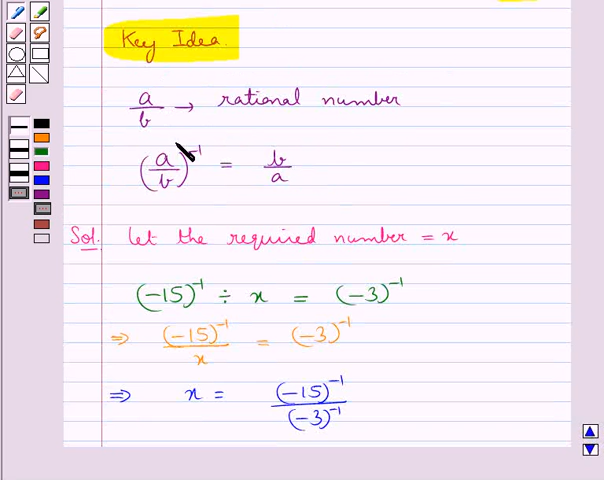 Key Idea.
a/b → rational number
(a/b)^-1 = b/a
Sol. let the required number = x
(-15)^-1 ÷ x = (-3)^-1
⇒ (-15)^-1/x = (-3)^-1
⇒ x = (-15)^-1/(-3)^-1